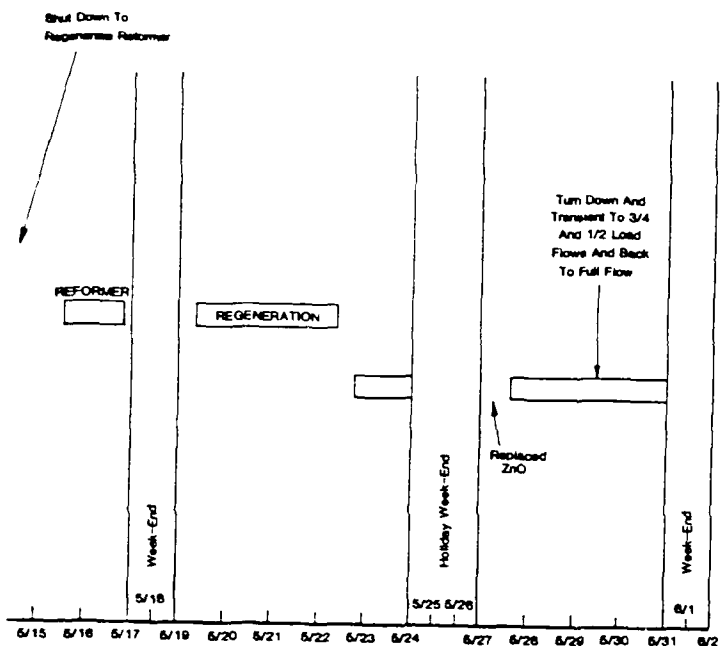 Shut Down To
Regenerate Reformer
Turn Down And
Transient To 3/4
And 1/2 Load
Flows And Back
To Full Flow
REFORMER
REGENERATION
Replaced
ZnO
Week-End
Holiday Week-End
Week-End
5/18
5/25 5/26
6/1
5/15 5/16 5/17 5/19 5/20 5/21 5/22 5/23 5/24 5/27 5/28 5/29 5/30 5/31 6/2